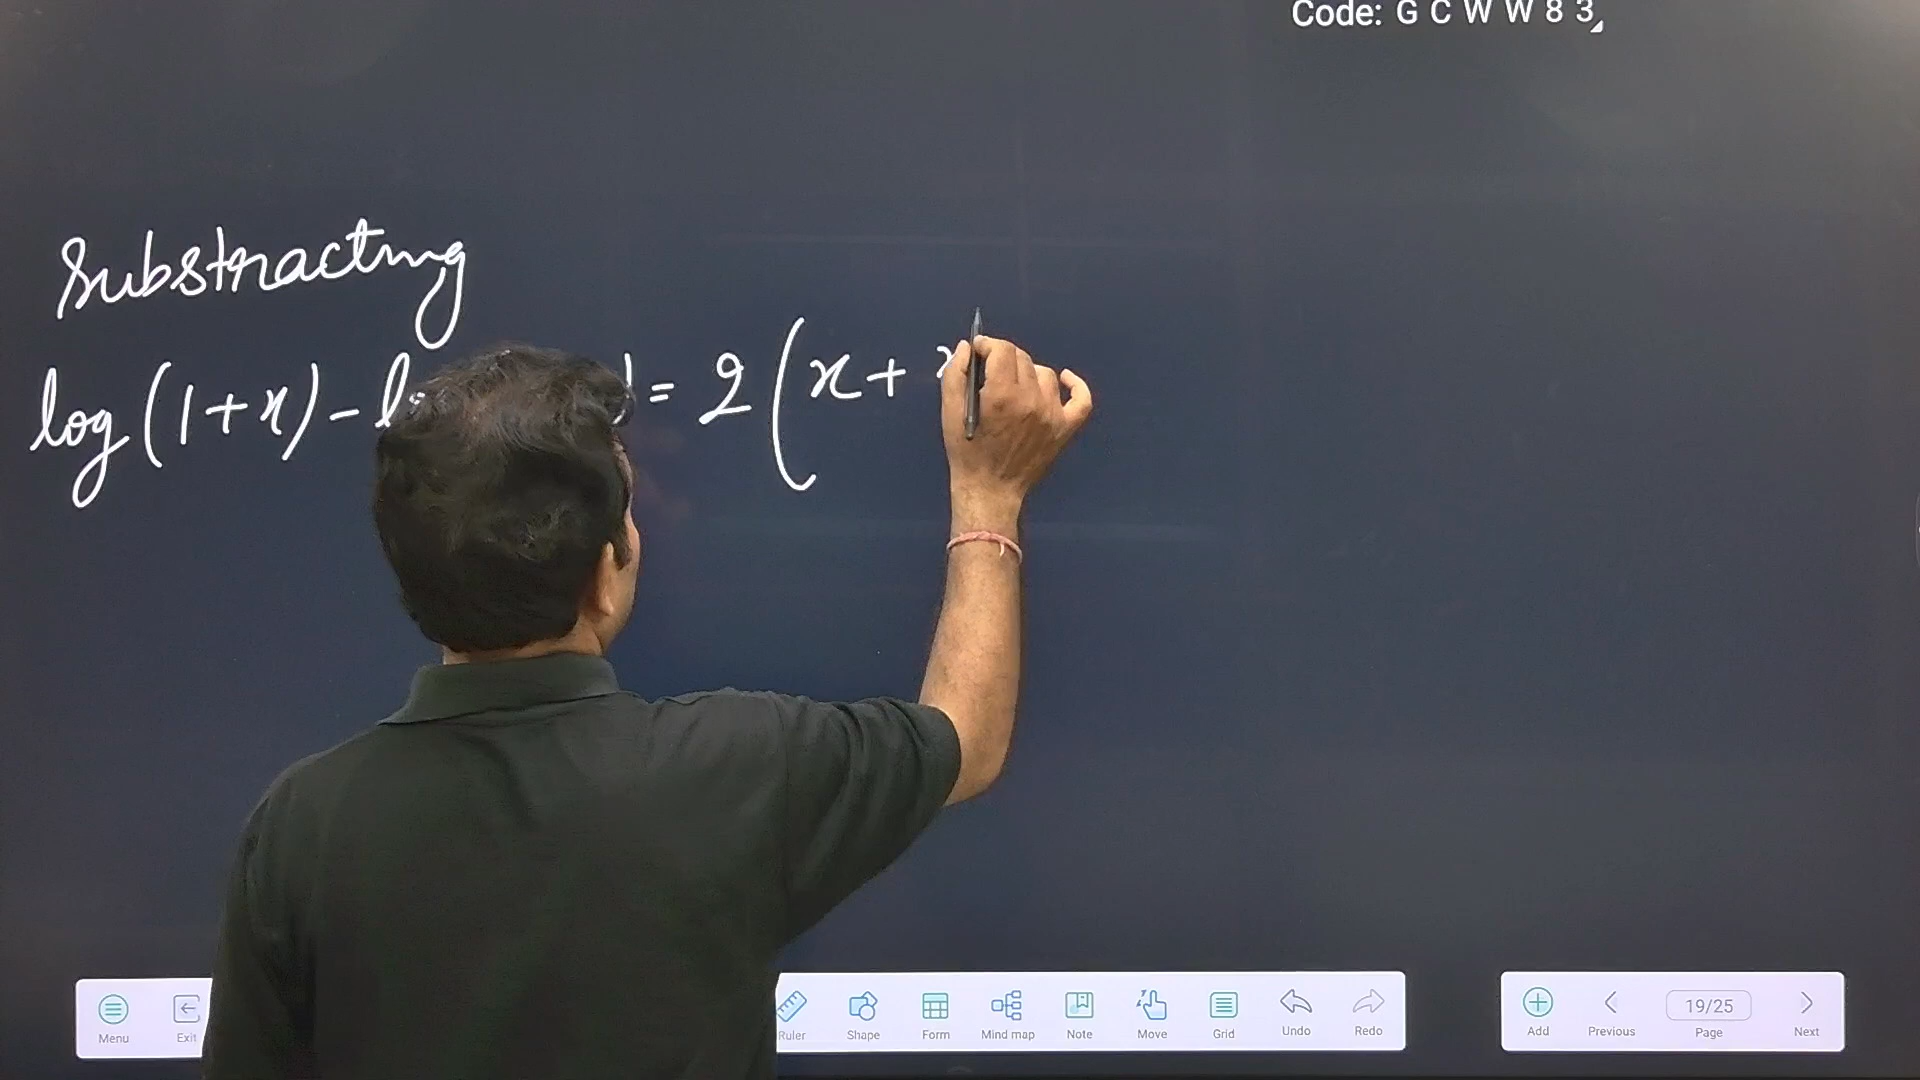 Code: G C W W 8 3
Substracting
log (1+x) - l = 2 ( x +
Menu
Exit
Ruler
Shape
Form
Mind map
Note
Move
Grid
Undo
Redo
Add
Previous
19/25
Page
Next